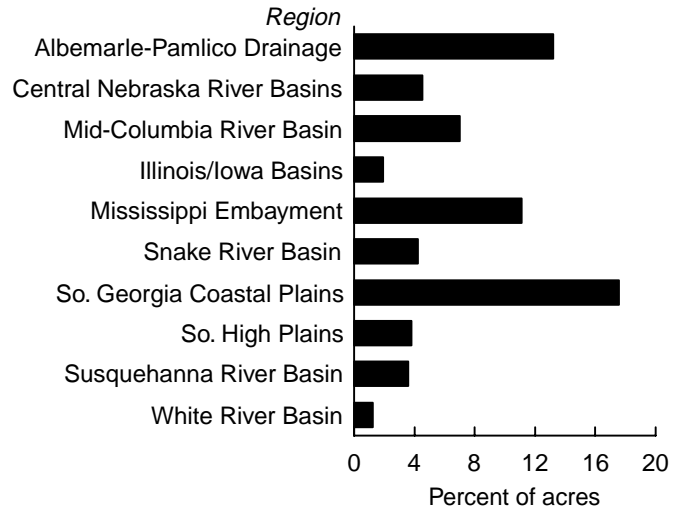 Region
Albemarle-Pamlico Drainage
Central Nebraska River Basins
Mid-Columbia River Basin
Illinois/Iowa Basins
Mississippi Embayment
Snake River Basin
So. Georgia Coastal Plains
So. High Plains
Susquehanna River Basin
White River Basin
0 4 8 12 16 20
Percent of acres